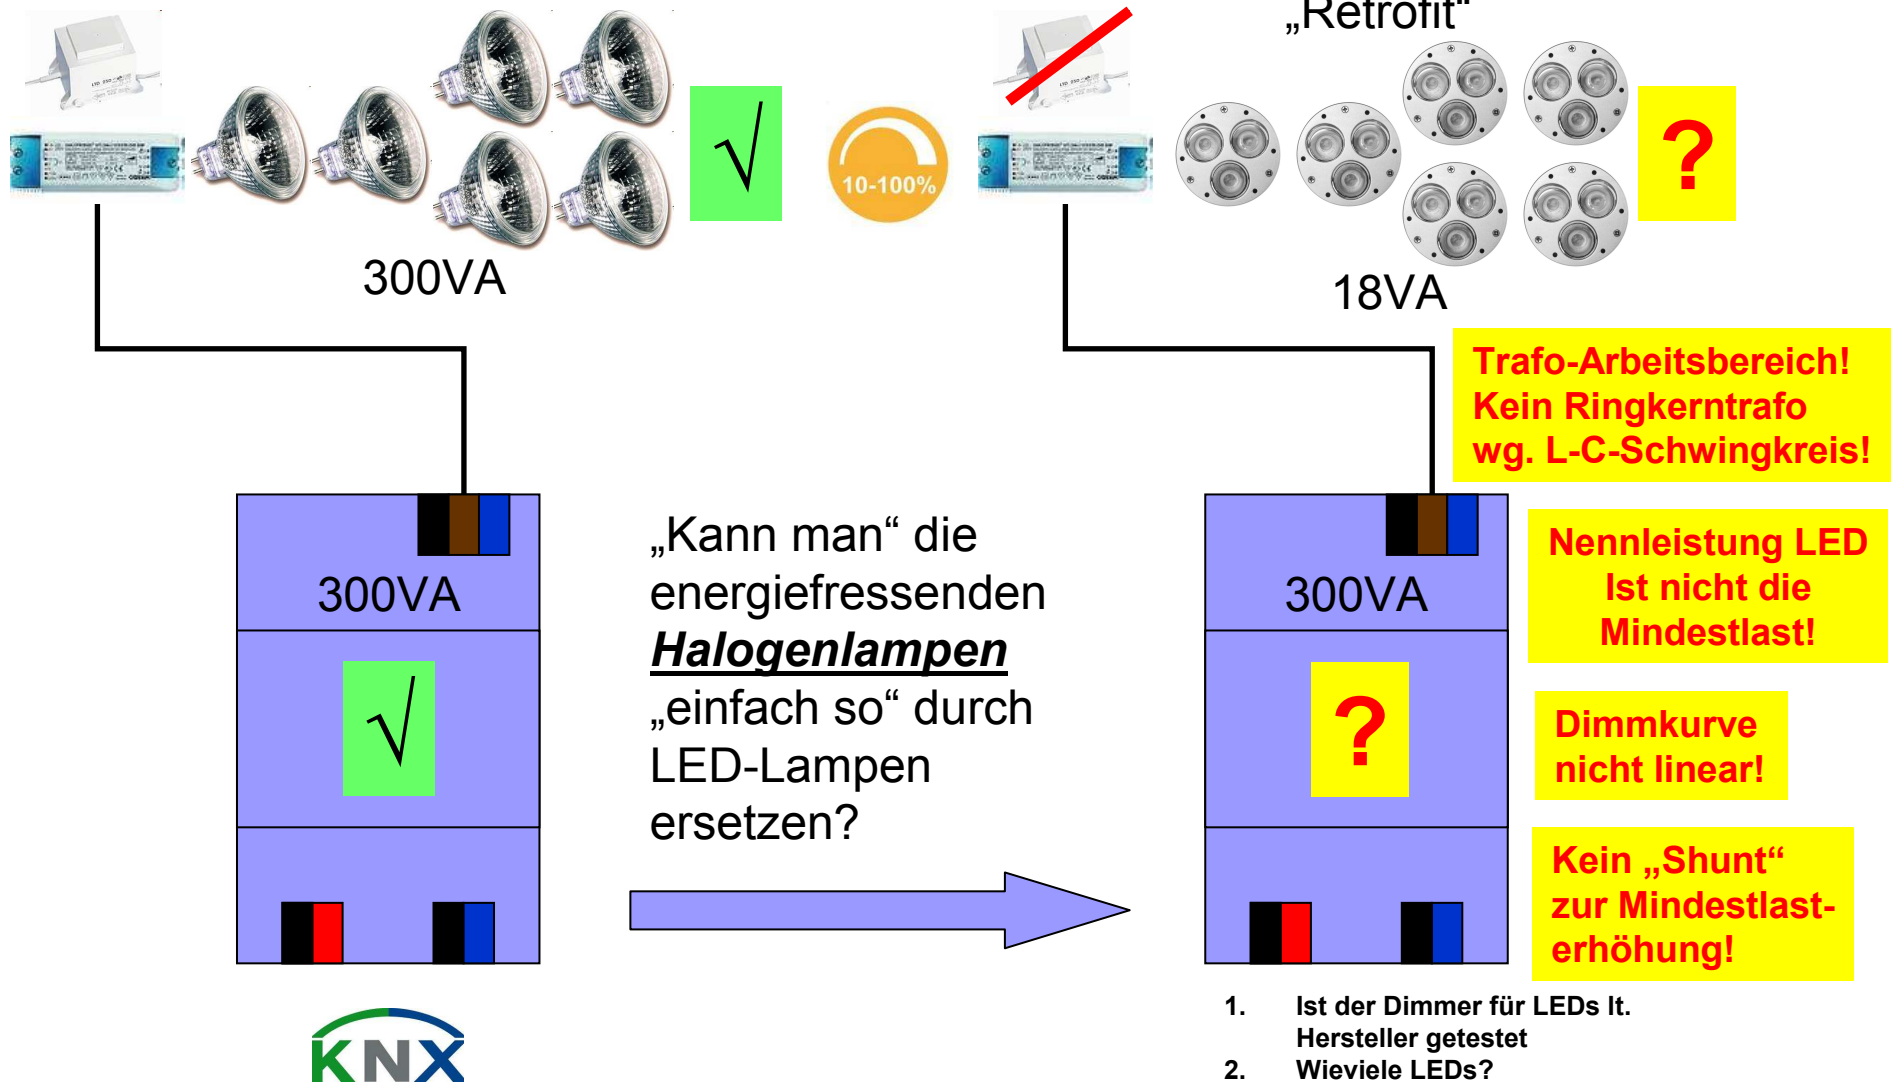 „Retrofit“
10-100%
300VA
18VA
Trafo-Arbeitsbereich!
Kein Ringkerntrafo
wg. L-C-Schwingkreis!
300VA
„Kann man“ die
energiefressenden
Halogenlampen
„einfach so“ durch
LED-Lampen
ersetzen?
300VA
Nennleistung LED
Ist nicht die
Mindestlast!
Dimmkurve
nicht linear!
Kein „Shunt“
zur Mindestlast-
erhöhung!
√
?
√
?
KNX
1. Ist der Dimmer für LEDs lt.
Hersteller getestet
2. Wieviele LEDs?